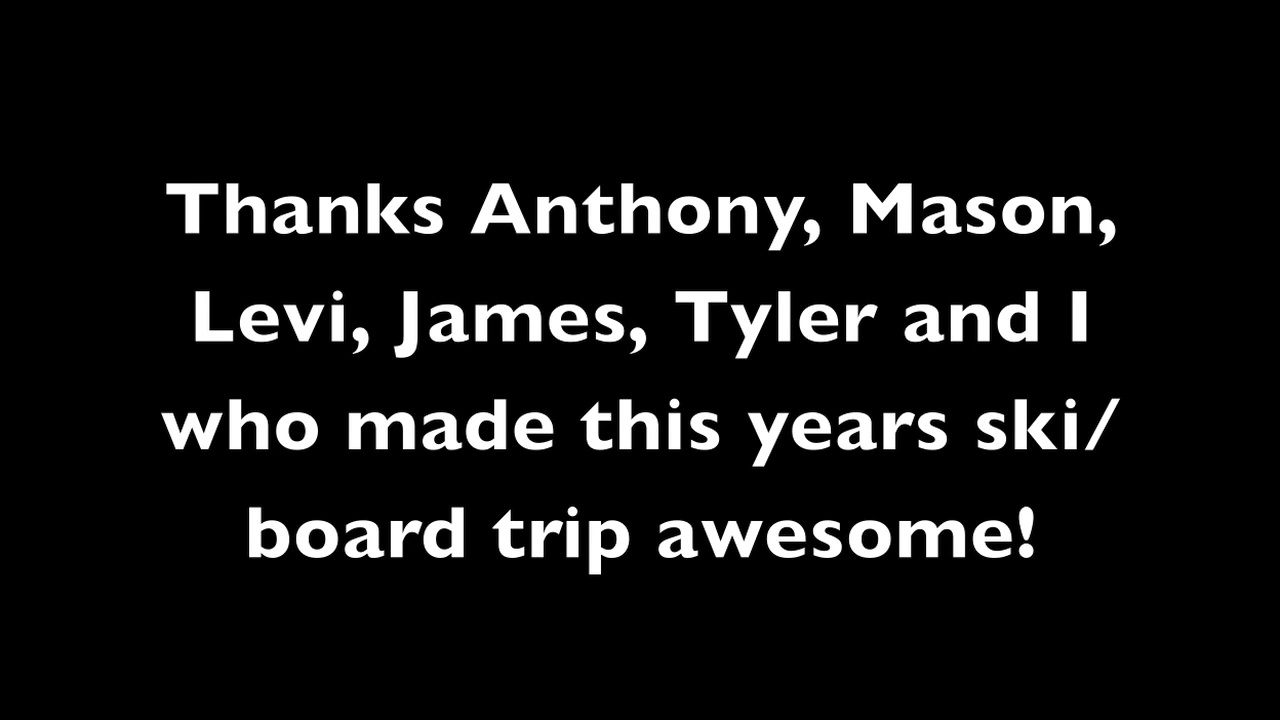 Thanks Anthony, Mason,
Levi, James, Tyler and I
who made this years ski/
board trip awesome!